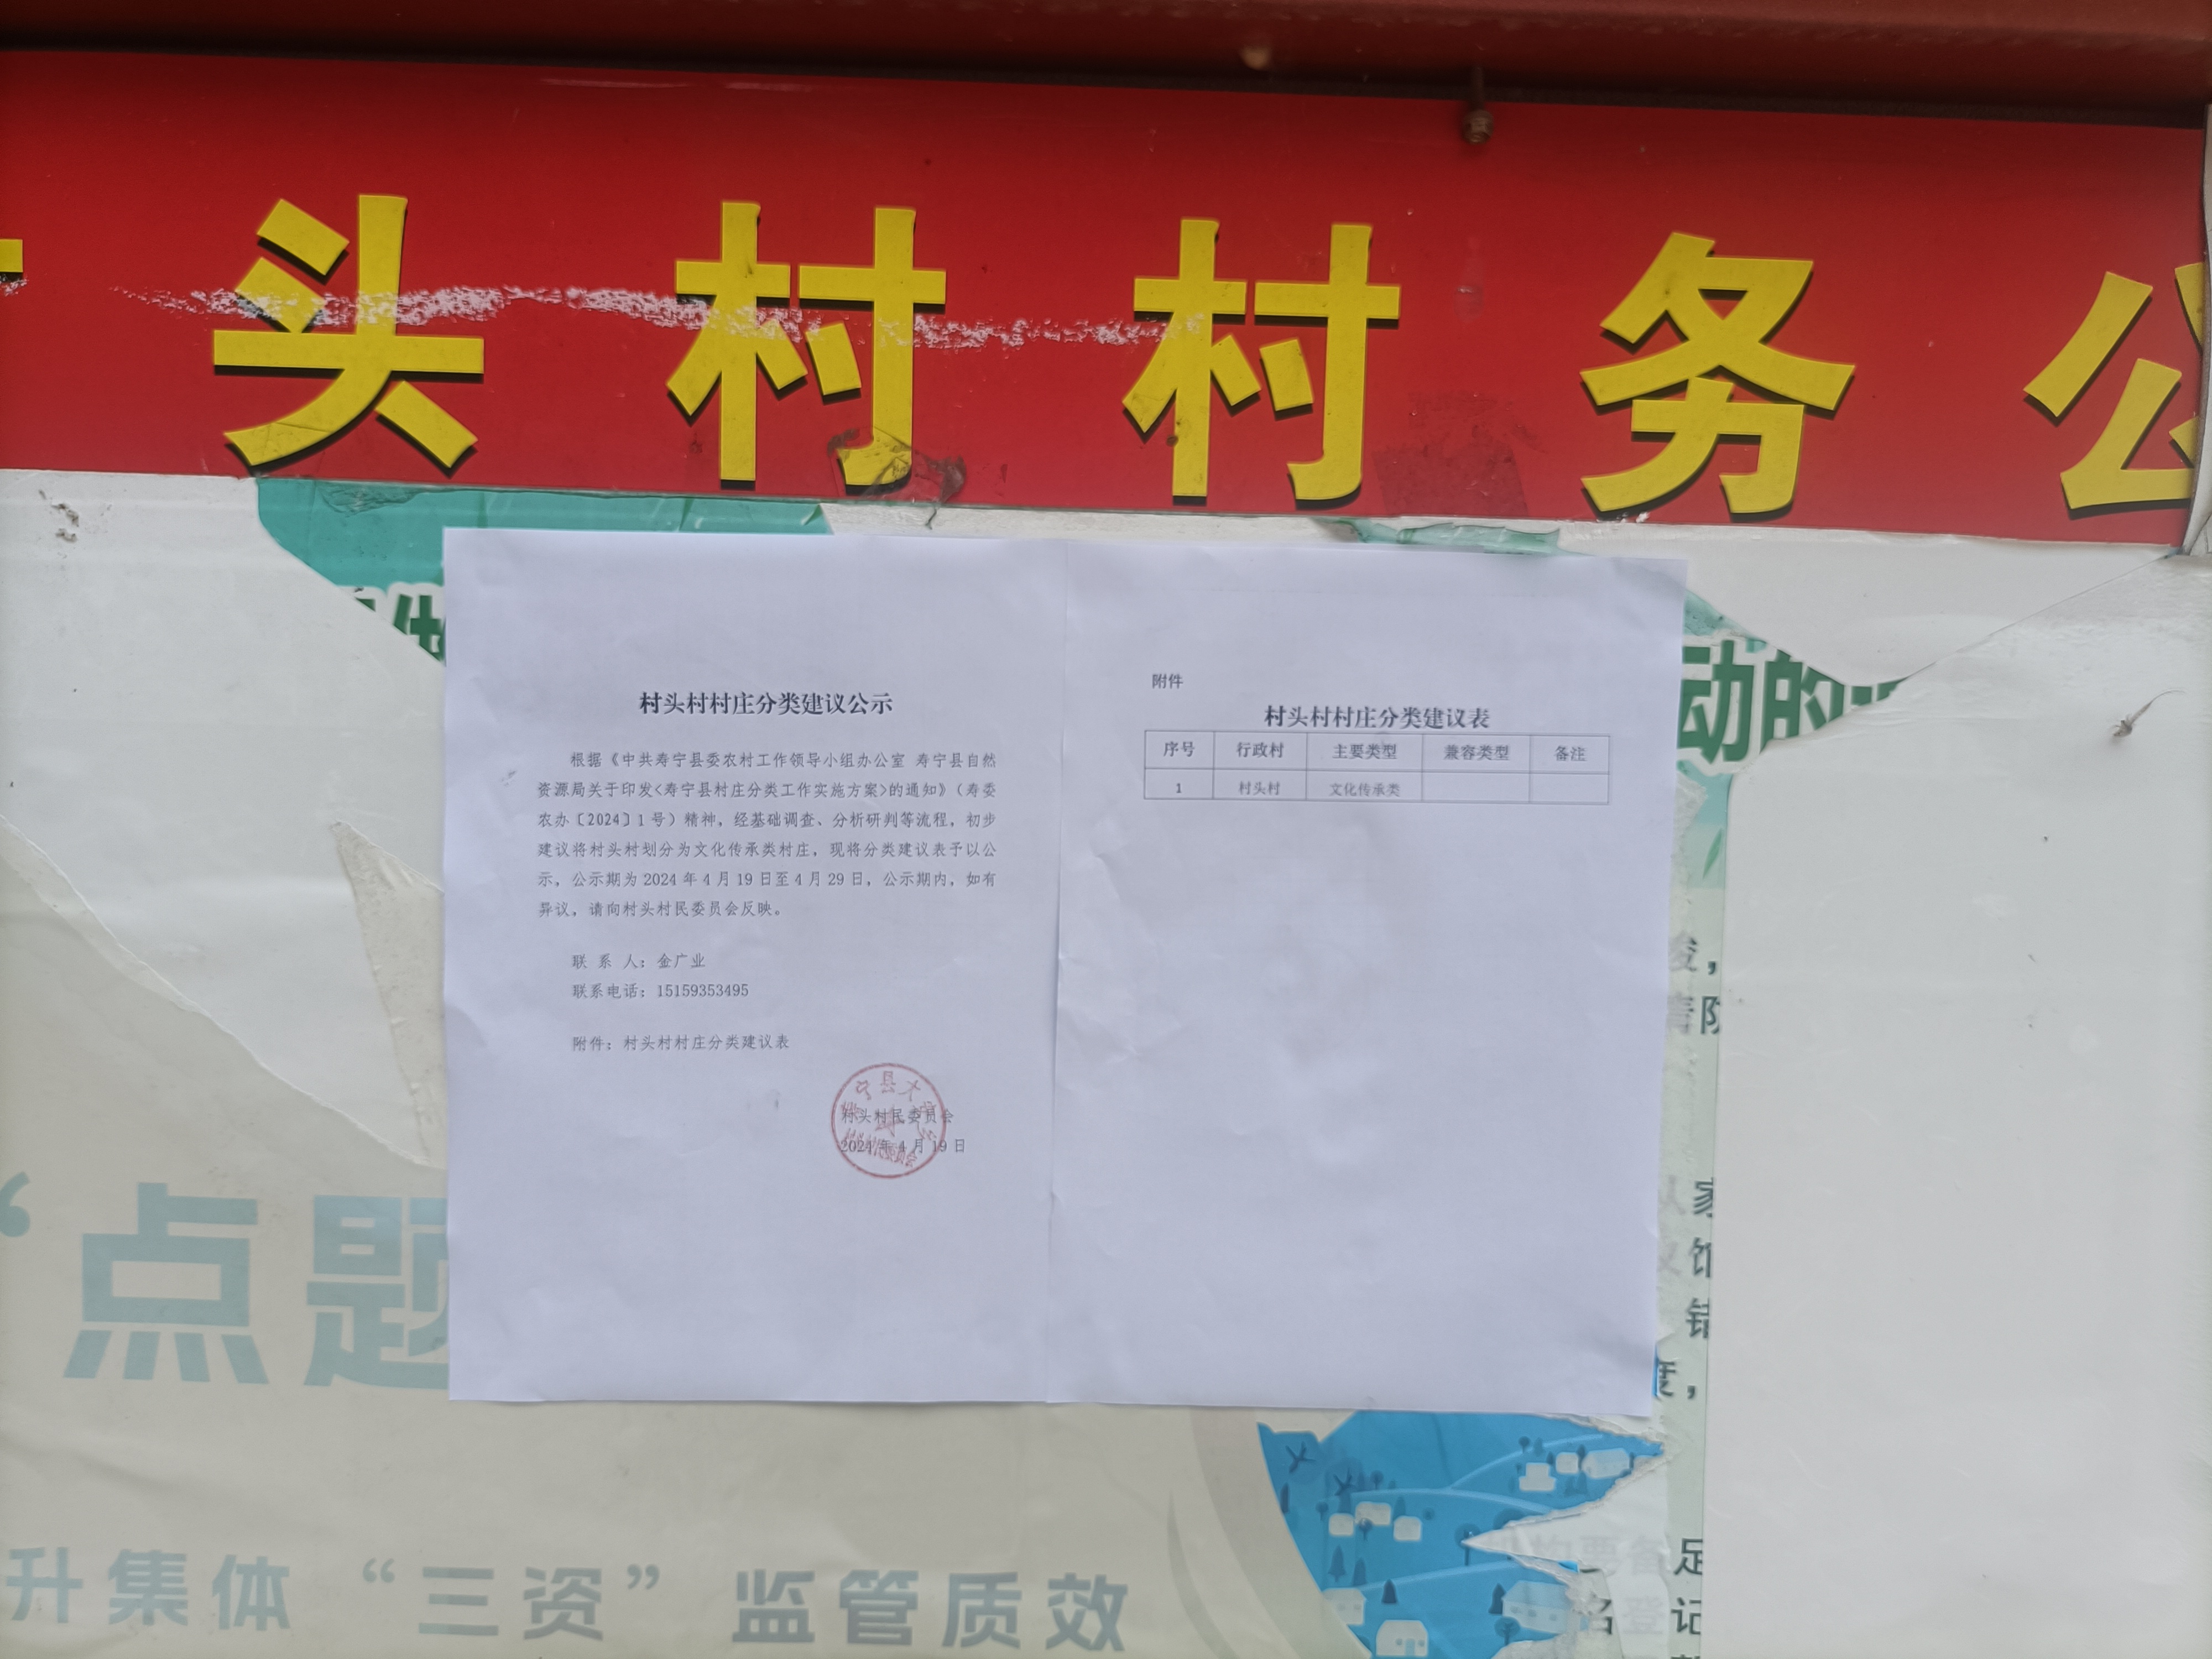 头村村务公
村头村村庄分类建议公示
根据《中共寿宁县委农村工作领导小组办公室 寿宁县自然
资源局关于印发<寿宁县村庄分类工作实施方案>的通知》(寿委
农办〔2024〕1号)精神，经基础调查、分析研判等流程，初步
建议将村头村划分为文化传承类村庄，现将分类建议表予以公
示，公示期为2024年4月19日至4月29日，公示期内，如有
异议，请向村头村民委员会反映。
联 系 人：金广业
联系电话：15159353495
附件：村头村村庄分类建议表
村头村民委员会
2024年4月19日
附件
村头村村庄分类建议表
序号 行政村 主要类型 兼容类型 备注
1 村头村 文化传承类
动的
“点题
升集体“三资”监管质效
家
错
度，
要备足
名登记